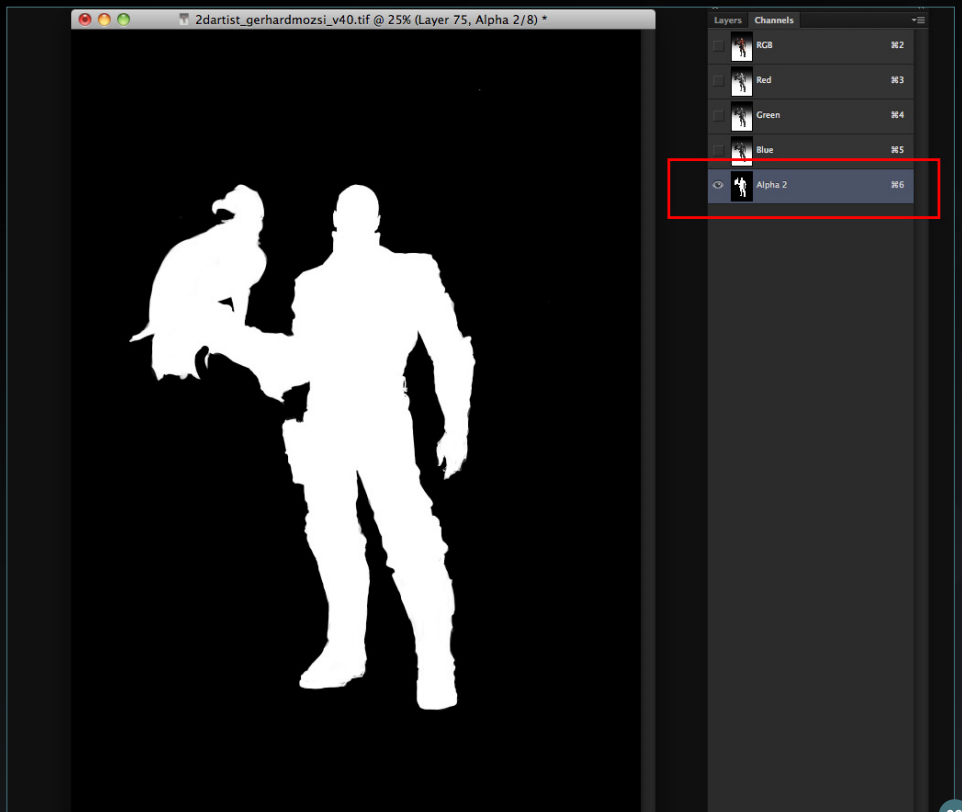 2dartist_gerhardmozsi_v40.tif @ 25% (Layer 75, Alpha 2/8) *
Layers Channels
RGB ⌘2
Red ⌘3
Green ⌘4
Blue ⌘5
Alpha 2 ⌘6